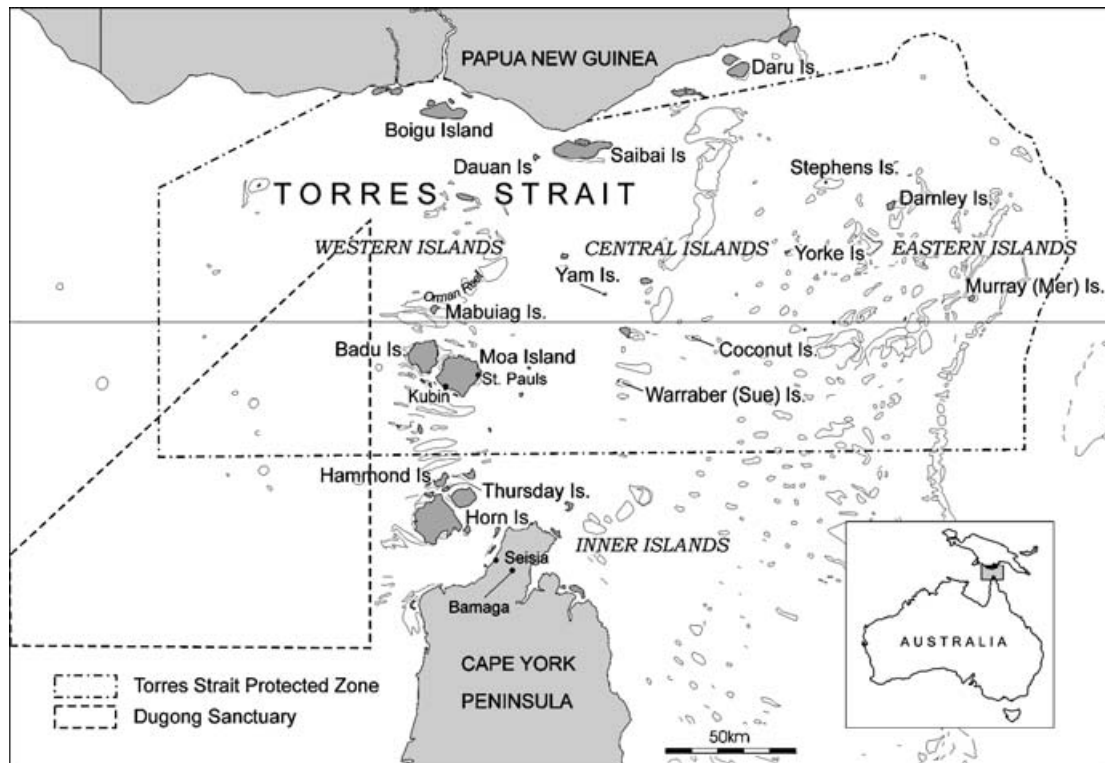 PAPUA NEW GUINEA
Daru Is.
Boigu Island
Saibai Is
Dauan Is
Stephens Is.
TORRES STRAIT
Darnley Is.
WESTERN ISLANDS
CENTRAL ISLANDS
EASTERN ISLANDS
Yorke Is
Yam Is.
Orman Reef
Murray (Mer) Is.
Mabuiag Is.
Badu Is.
Moa Island
Coconut Is.
St. Pauls
Kubin
Warraber (Sue) Is.
Hammond Is
Thursday Is.
Horn Is.
INNER ISLANDS
Seisia
Bamaga
AUSTRALIA
CAPE YORK
PENINSULA
Torres Strait Protected Zone
Dugong Sanctuary
50km